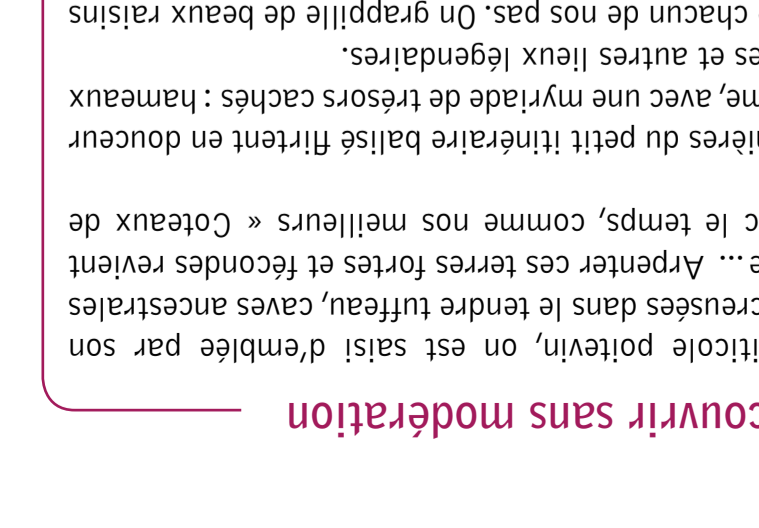 couvrir sans modération
iticole poitevin, on est saisi d'emblée par son
creusées dans le tendre tuffeau, caves ancestrales
e ... Arpenter ces terres fortes et fécondes revient
c le temps, comme nos meilleurs « Coteaux de
nières du petit itinéraire balisé flirtent en douceur
me, avec une myriade de trésors cachés : hameaux
es et autres lieux légendaires.
chacun de nos pas. On grappille de beaux raisins